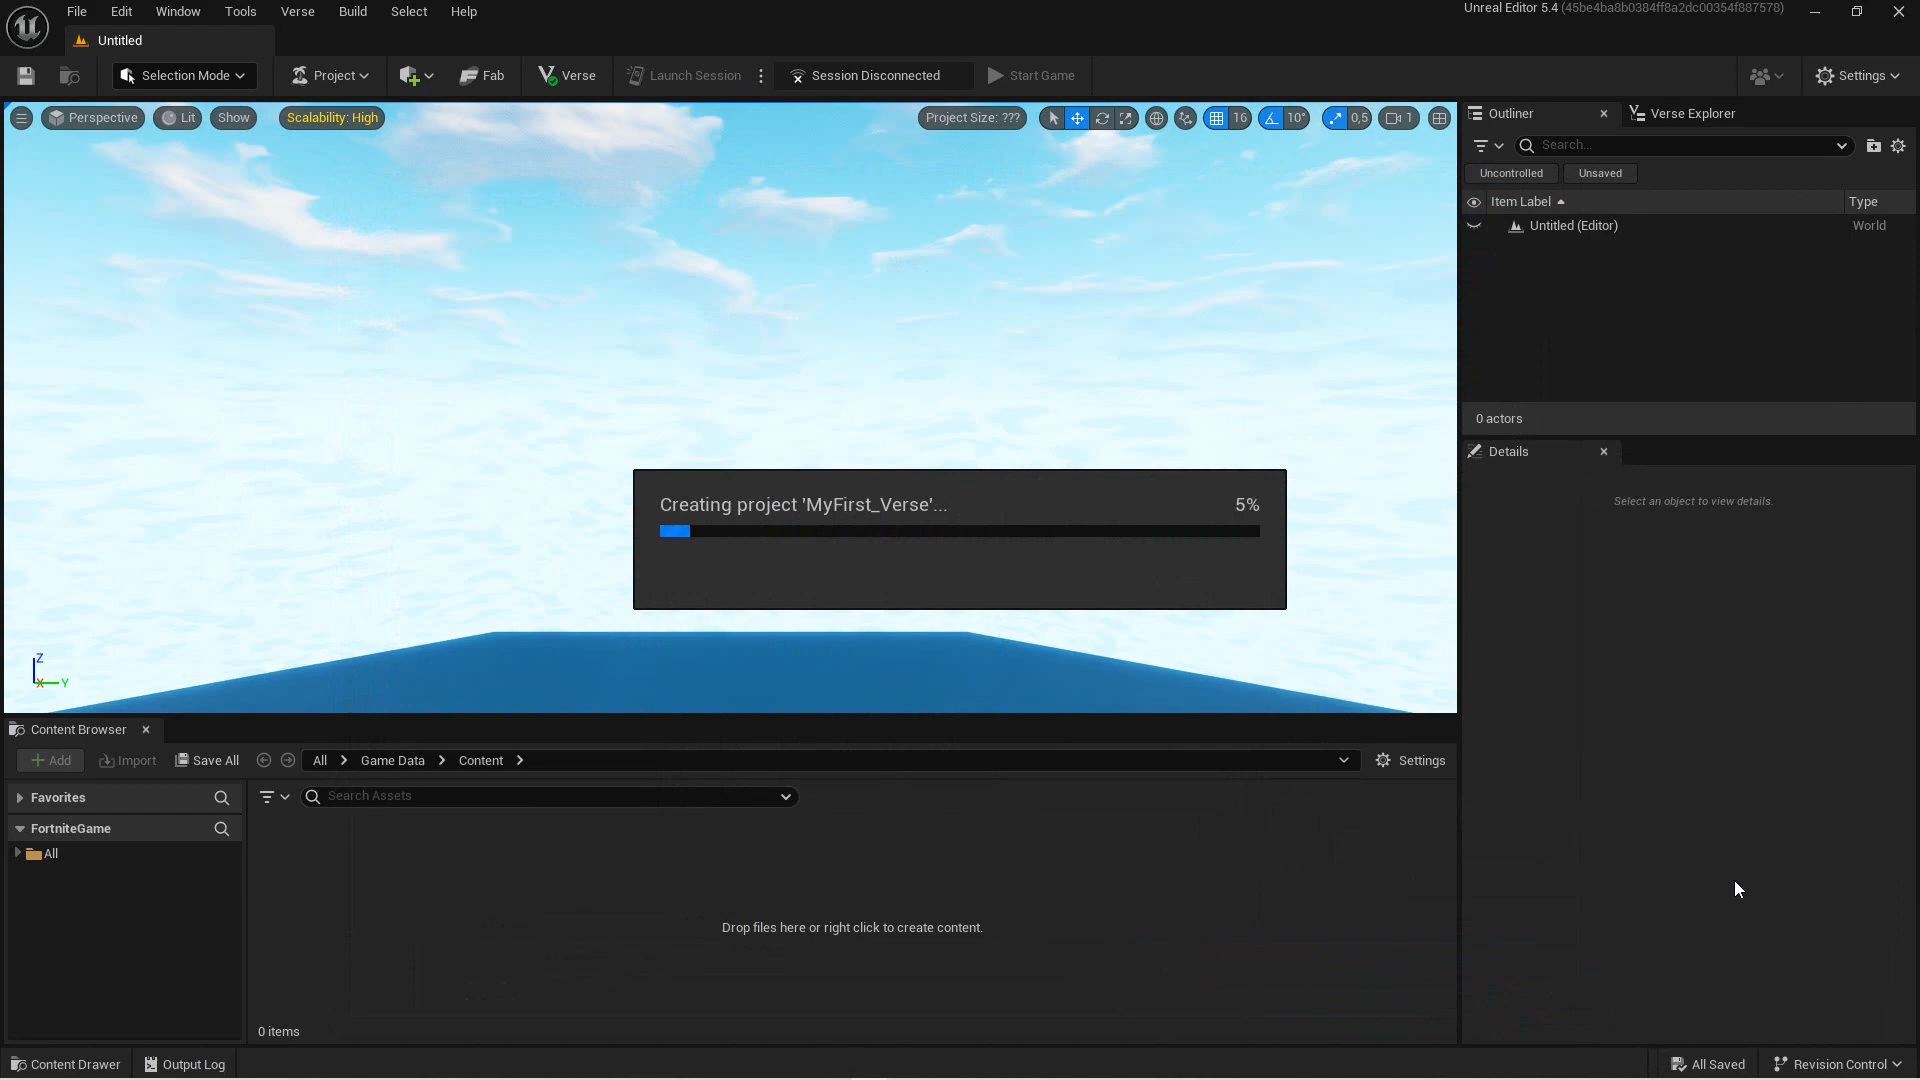 File Edit Window Tools Verse Build Select Help
Unreal Editor 5.4 (45be4ba8b0384ff8a2dc00354f887578)
Untitled
Selection Mode
Project
Fab
Verse
Launch Session
Session Disconnected
Start Game
Settings
Perspective
Lit
Show
Scalability: High
Project Size: ???
16
10°
0,5
1
Outliner
Verse Explorer
Search...
Uncontrolled
Unsaved
Item Label
Type
Untitled (Editor)
World
0 actors
Details
Select an object to view details.
Creating project 'MyFirst_Verse'...
5%
Z
X
Y
Content Browser
Add
Import
Save All
All
Game Data
Content
Settings
Favorites
Search Assets
FortniteGame
All
Drop files here or right click to create content.
0 items
Content Drawer
Output Log
All Saved
Revision Control